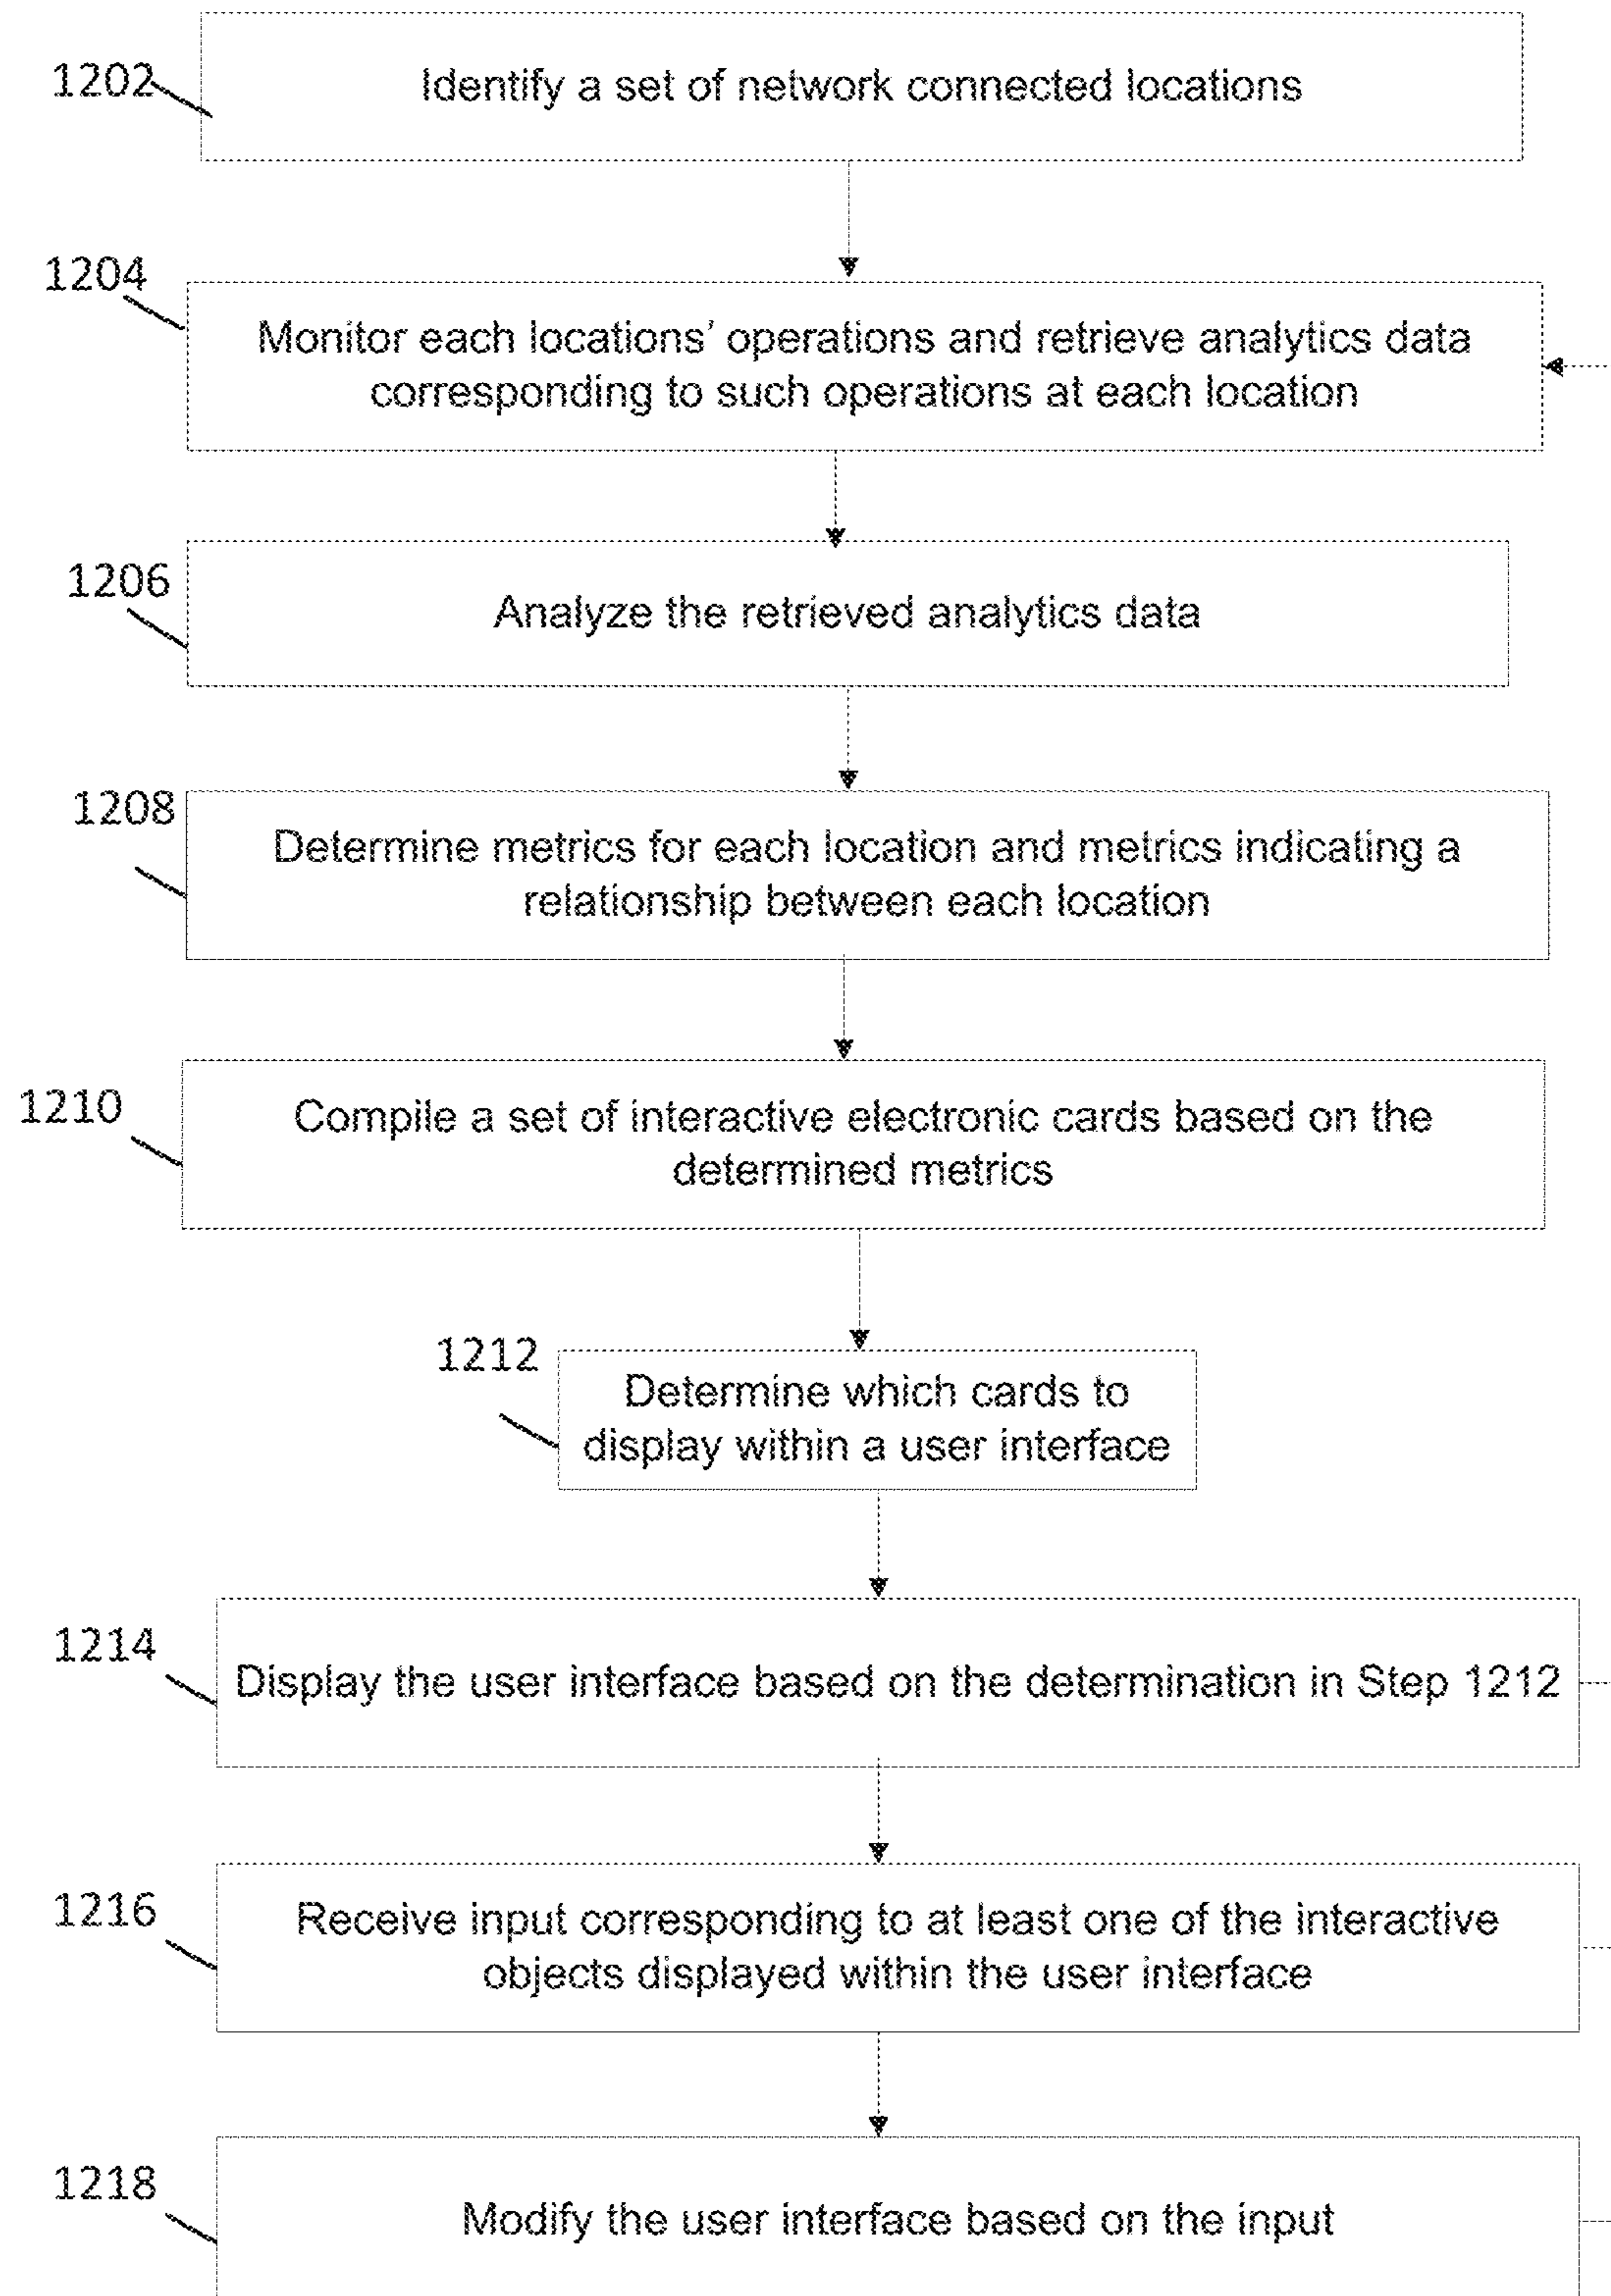 1202
Identify a set of network connected locations
1204
Monitor each locations' operations and retrieve analytics data
corresponding to such operations at each location
1206
Analyze the retrieved analytics data
1208
Determine metrics for each location and metrics indicating a
relationship between each location
1210
Compile a set of interactive electronic cards based on the
determined metrics
1212
Determine which cards to
display within a user interface
1214
Display the user interface based on the determination in Step 1212
1216
Receive input corresponding to at least one of the interactive
objects displayed within the user interface
1218
Modify the user interface based on the input